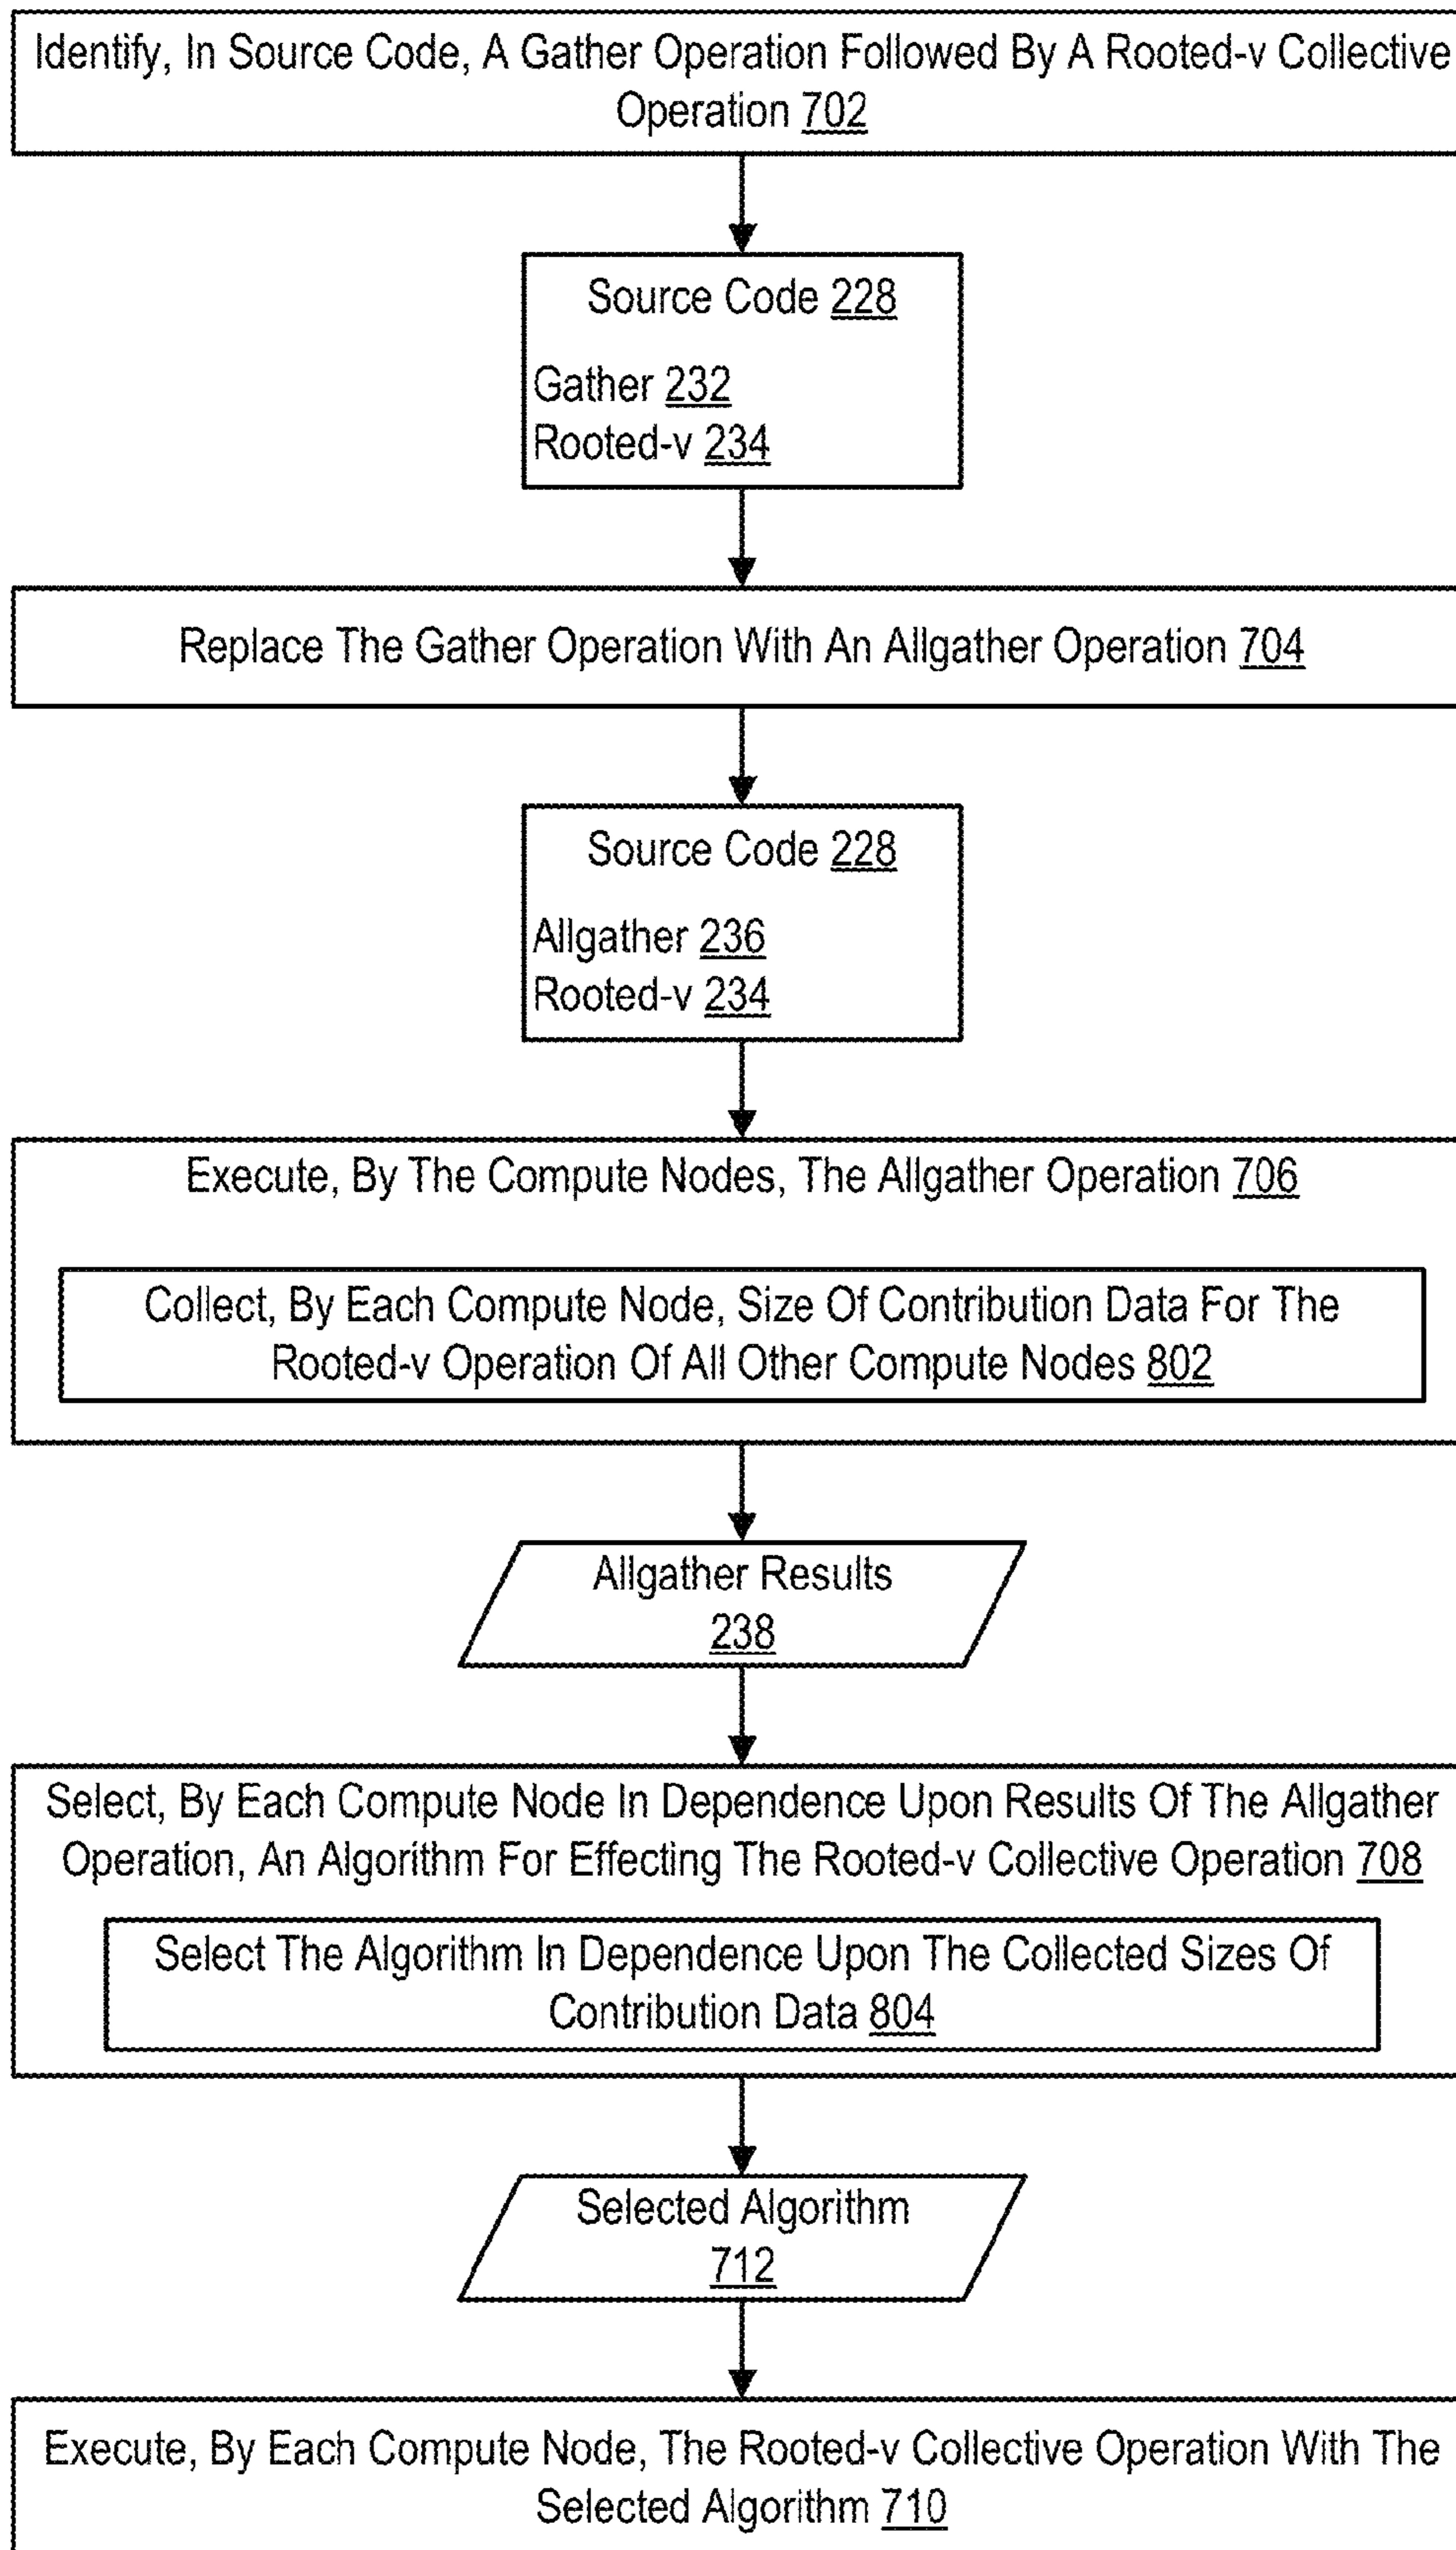 Identify, In Source Code, A Gather Operation Followed By A Rooted-v Collective
Operation 702
Source Code 228
Gather 232
Rooted-v 234
Replace The Gather Operation With An Allgather Operation 704
Source Code 228
Allgather 236
Rooted-v 234
Execute, By The Compute Nodes, The Allgather Operation 706
Collect, By Each Compute Node, Size Of Contribution Data For The
Rooted-v Operation Of All Other Compute Nodes 802
Allgather Results
238
Select, By Each Compute Node In Dependence Upon Results Of The Allgather
Operation, An Algorithm For Effecting The Rooted-v Collective Operation 708
Select The Algorithm In Dependence Upon The Collected Sizes Of
Contribution Data 804
Selected Algorithm
712
Execute, By Each Compute Node, The Rooted-v Collective Operation With The
Selected Algorithm 710